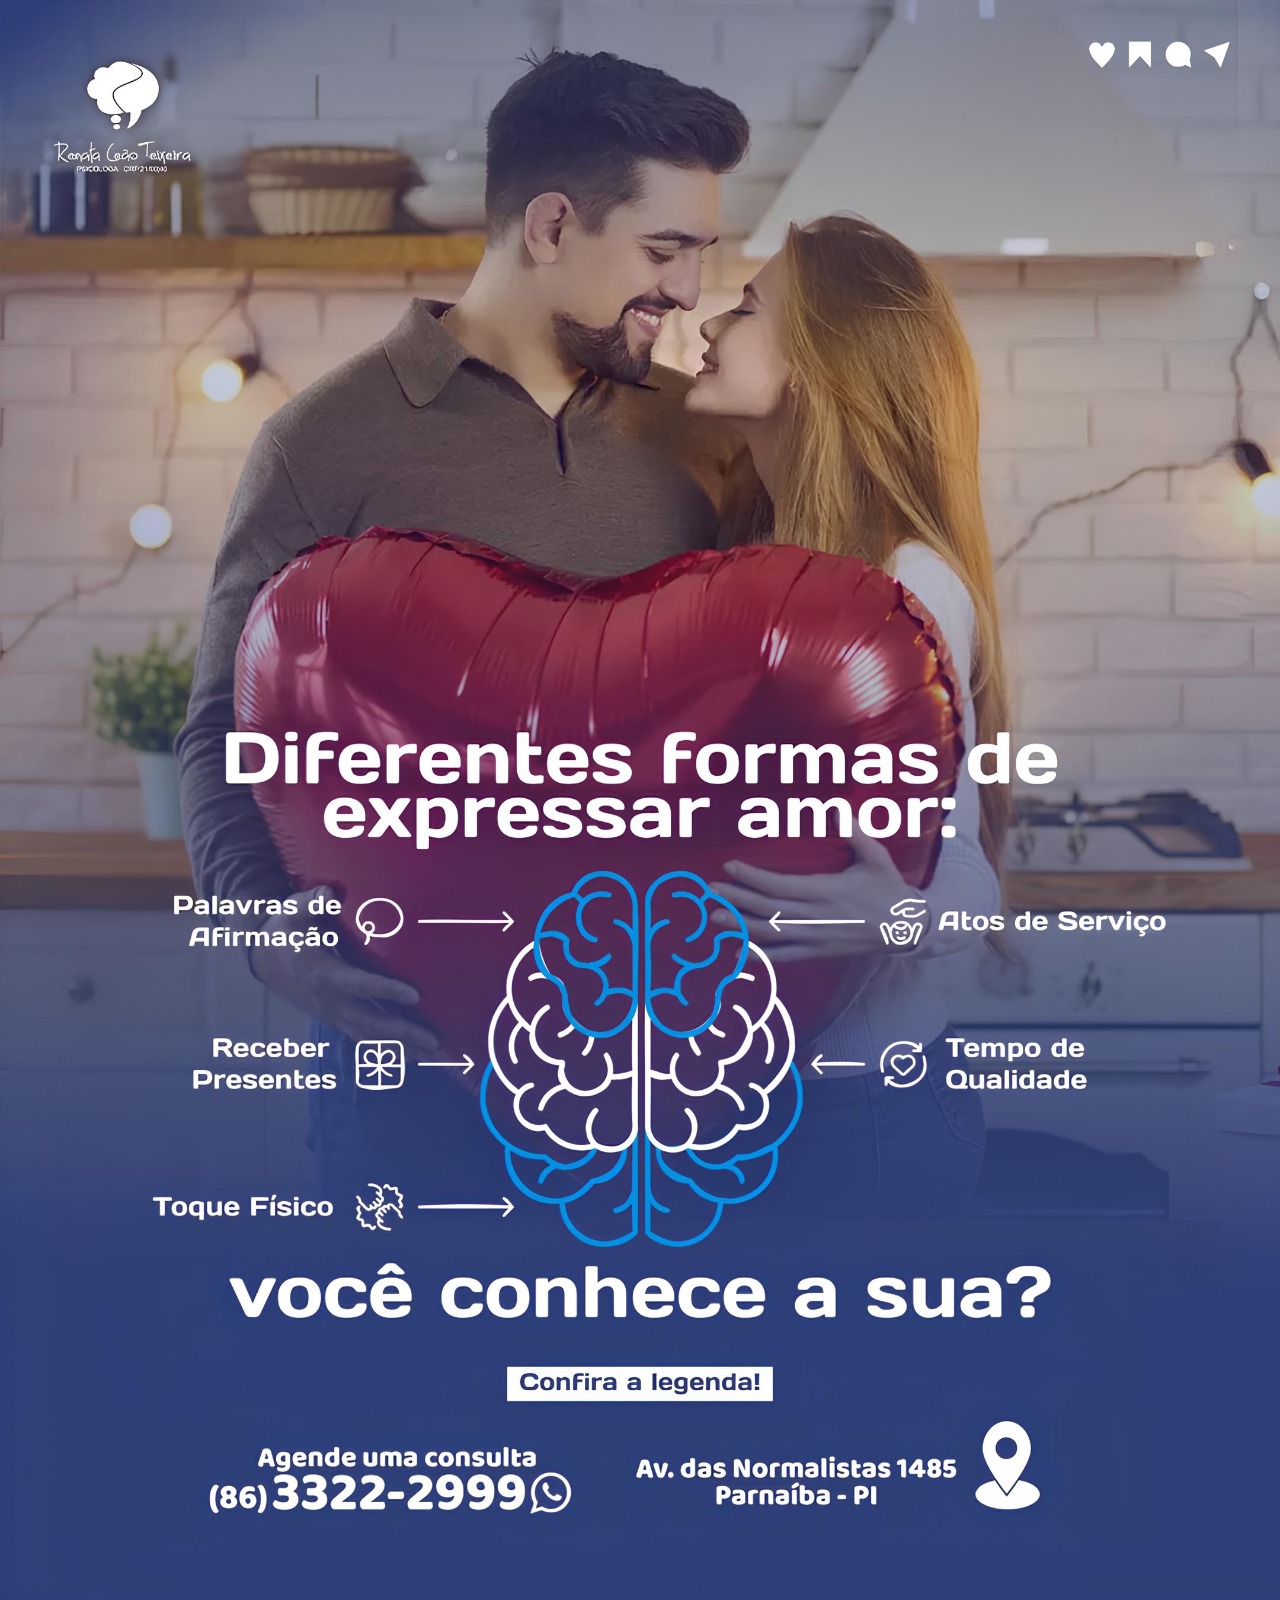 Renata Leão Teixeira
PSICÓLOGA
Diferentes formas de
expressar amor:
Palavras de
Afirmação
Atos de Serviço
Receber
Presentes
Tempo de
Qualidade
Toque Físico
você conhece a sua?
Confira a legenda!
Agende uma consulta
(86) 3322-2999
Av. das Normalistas 1485
Parnaíba - PI